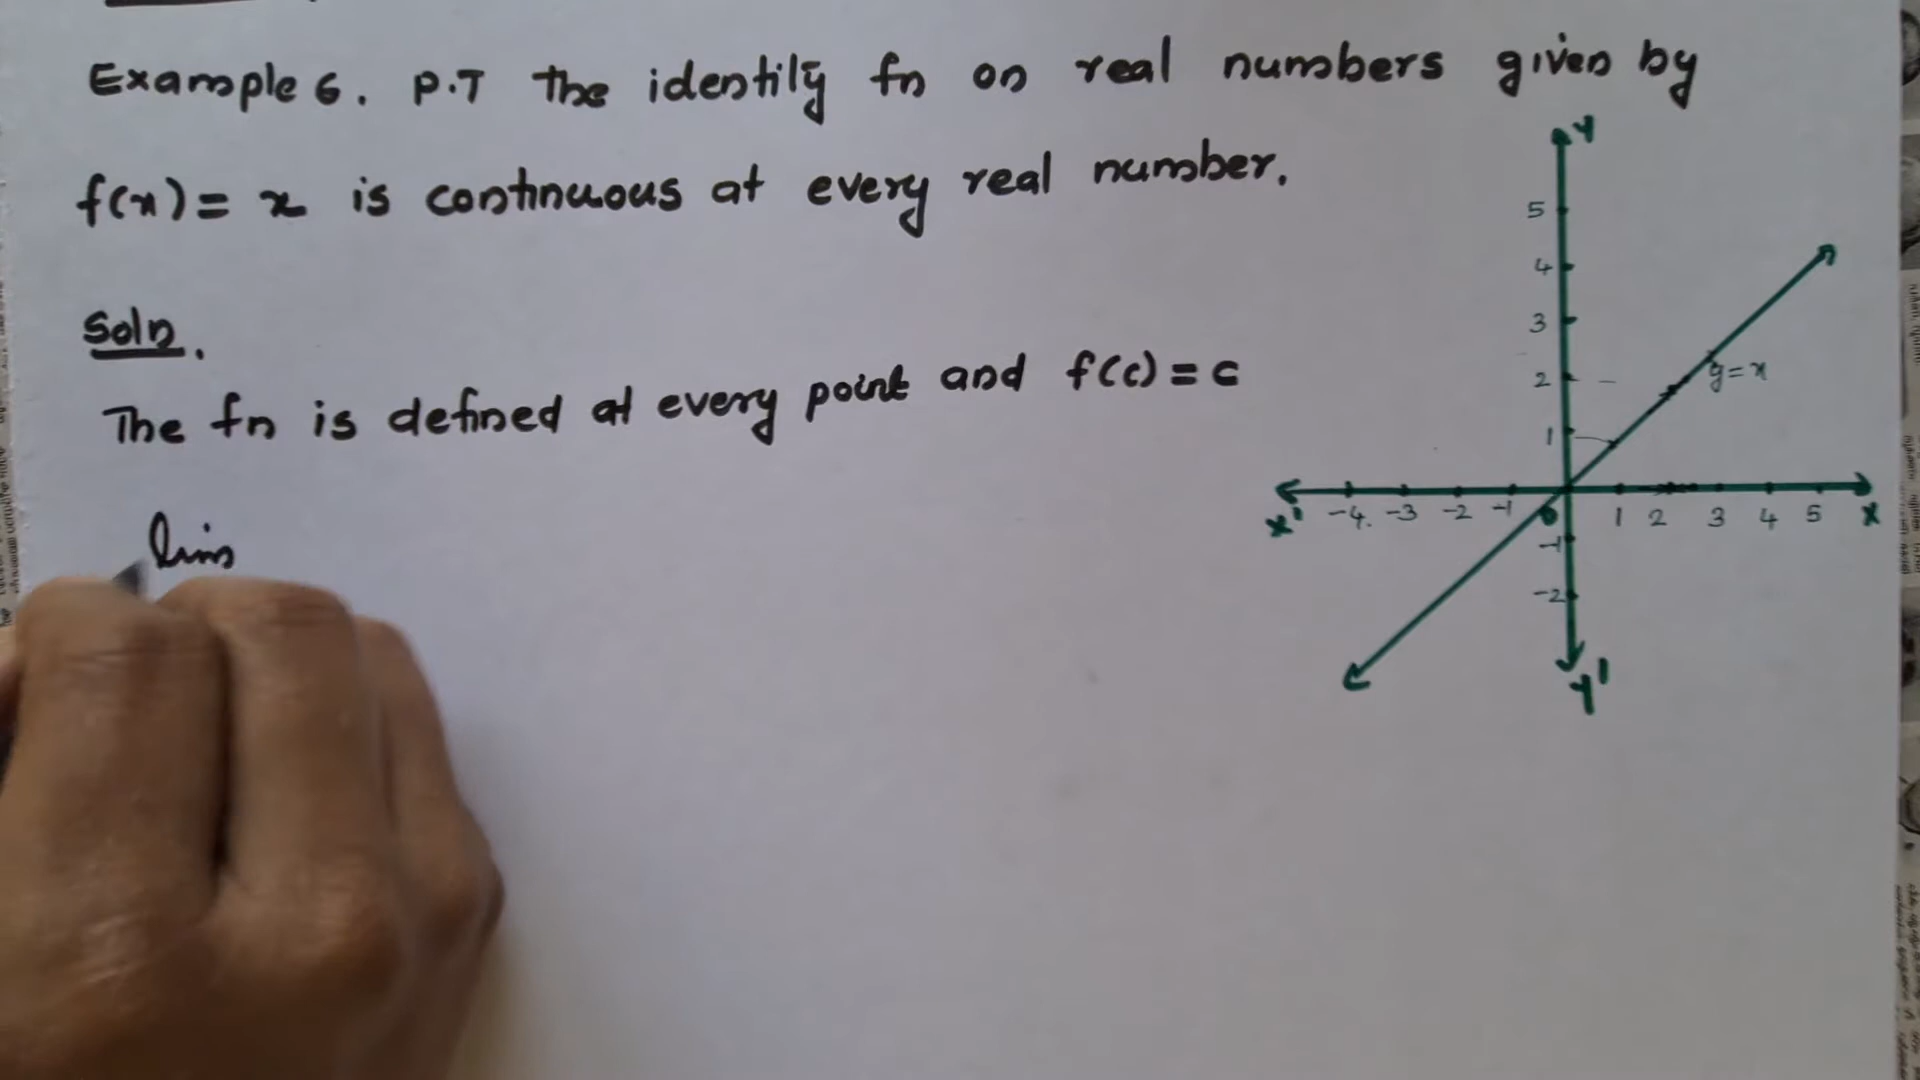 Example 6. P.T the identity fn on real numbers given by
f(x) = x is continuous at every real number.
Soln.
The fn is defined at every point and f(c) = c
lim
Y
5
4
3
2
1
y = x
X' -4. -3 -2 -1 0 1 2 3 4 5 X
-1
-2
Y'